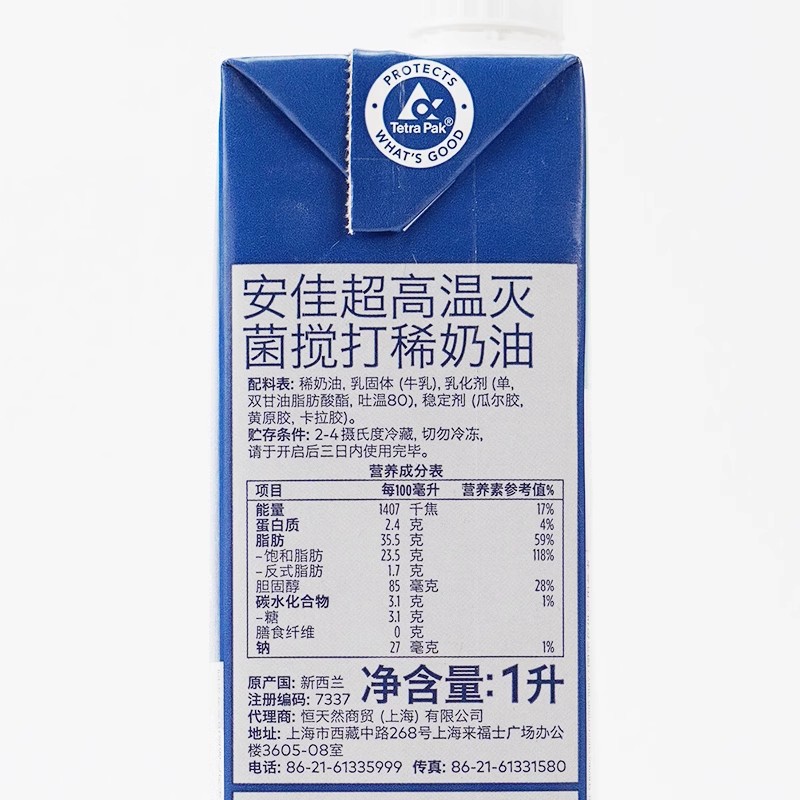 PROTECTS
Tetra Pak®
WHAT'S GOOD
安佳超高温灭
菌搅打稀奶油
配料表: 稀奶油, 乳固体 (牛乳), 乳化剂 (单,
双甘油脂肪酸酯, 吐温80), 稳定剂 (瓜尔胶,
黄原胶, 卡拉胶)。
贮存条件: 2-4摄氏度冷藏, 切勿冷冻,
请于开启后三日内使用完毕。
营养成分表
项目 每100毫升 营养素参考值%
能量 1407 千焦 17%
蛋白质 2.4 克 4%
脂肪 35.5 克 59%
–饱和脂肪 23.5 克 118%
–反式脂肪 1.7 克
胆固醇 85 毫克 28%
碳水化合物 3.1 克 1%
–糖 3.1 克
膳食纤维 0 克
钠 27 毫克 1%
原产国: 新西兰
注册编码: 7337
净含量:1升
代理商: 恒天然商贸 (上海) 有限公司
地址: 上海市西藏中路268号上海来福士广场办公
楼3605-08室
电话: 86-21-61335999 传真: 86-21-61331580